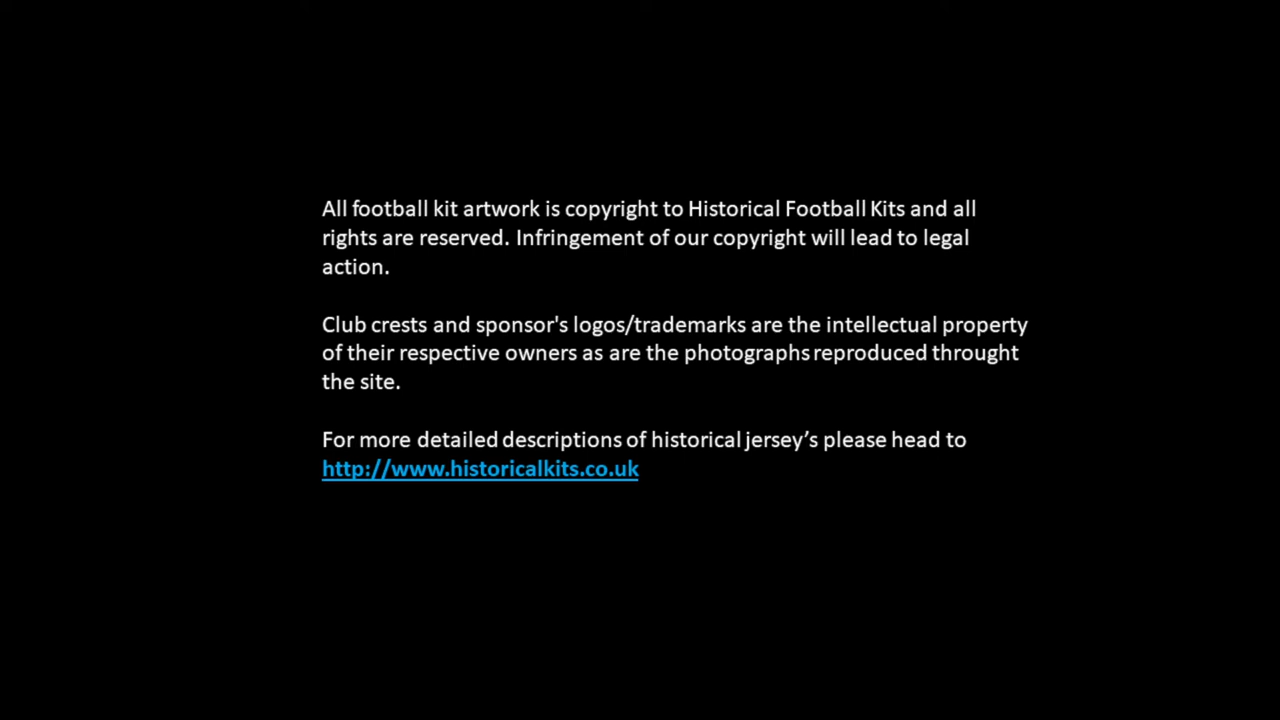 All football kit artwork is copyright to Historical Football Kits and all
rights are reserved. Infringement of our copyright will lead to legal
action.
Club crests and sponsor's logos/trademarks are the intellectual property
of their respective owners as are the photographs reproduced throught
the site.
For more detailed descriptions of historical jersey’s please head to
http://www.historicalkits.co.uk